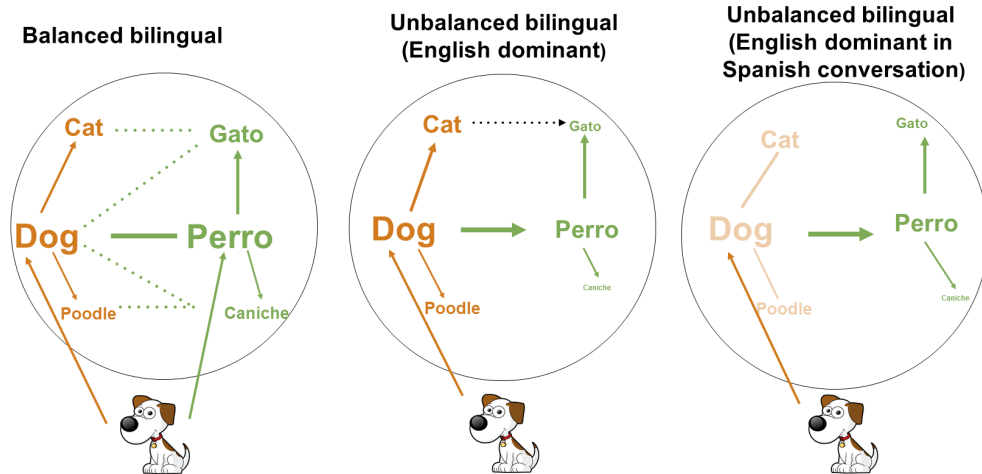 Balanced bilingual
Cat
Gato
Dog
Perro
Poodle
Caniche
Unbalanced bilingual
(English dominant)
Cat
Gato
Dog
Perro
Caniche
Poodle
Unbalanced bilingual
(English dominant in
Spanish conversation)
Gato
Cat
Dog
Perro
Caniche
Poodle